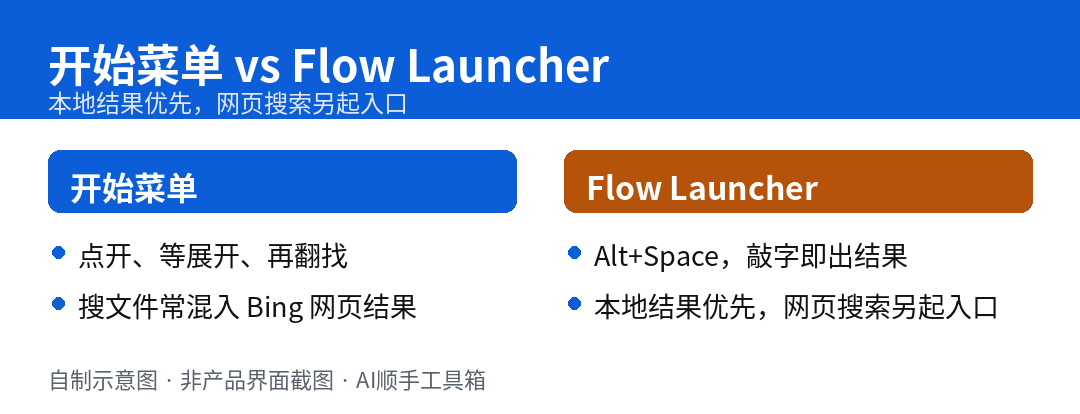 开始菜单 vs Flow Launcher
本地结果优先，网页搜索另起入口
开始菜单
点开、等展开、再翻找
搜文件常混入 Bing 网页结果
Flow Launcher
Alt+Space，敲字即出结果
本地结果优先，网页搜索另起入口
自制示意图 · 非产品界面截图 · AI顺手工具箱